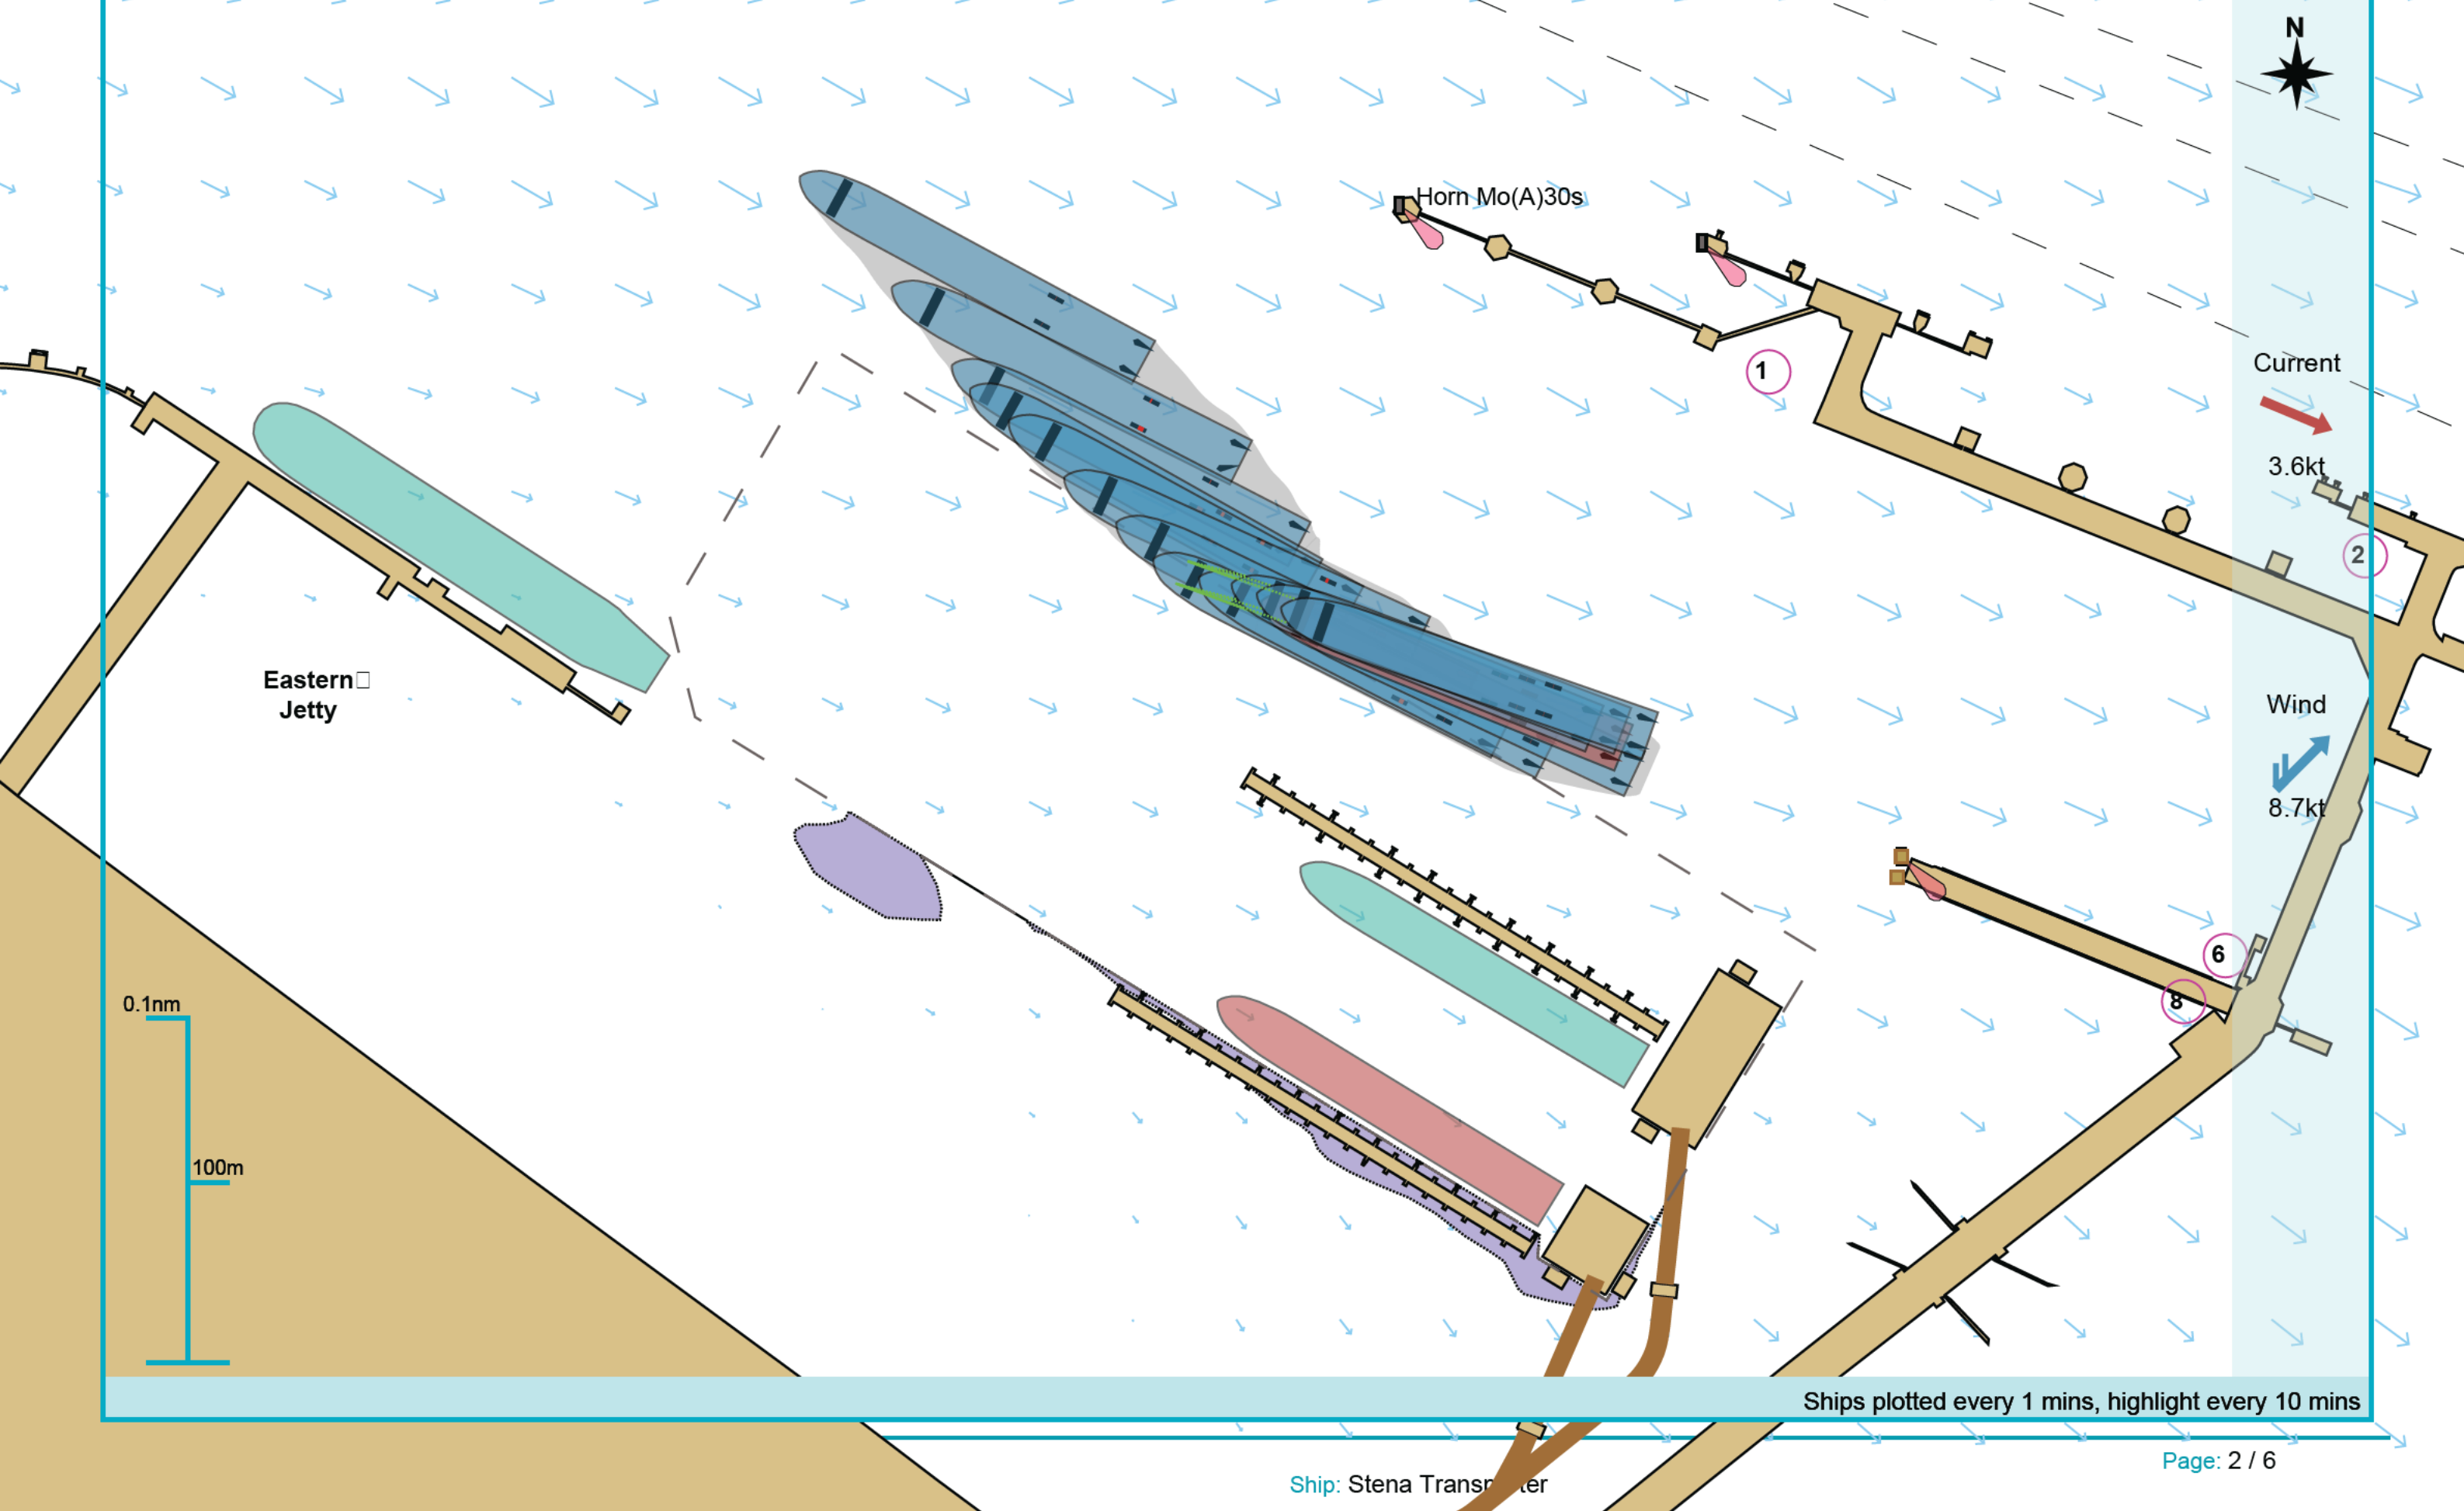 N
Horn Mo(A)30s
1
Current
3.6kt
2
Eastern
Jetty
Wind
8.7kt
6
8
0.1nm
100m
Ships plotted every 1 mins, highlight every 10 mins
Page: 2 / 6
Ship: Stena